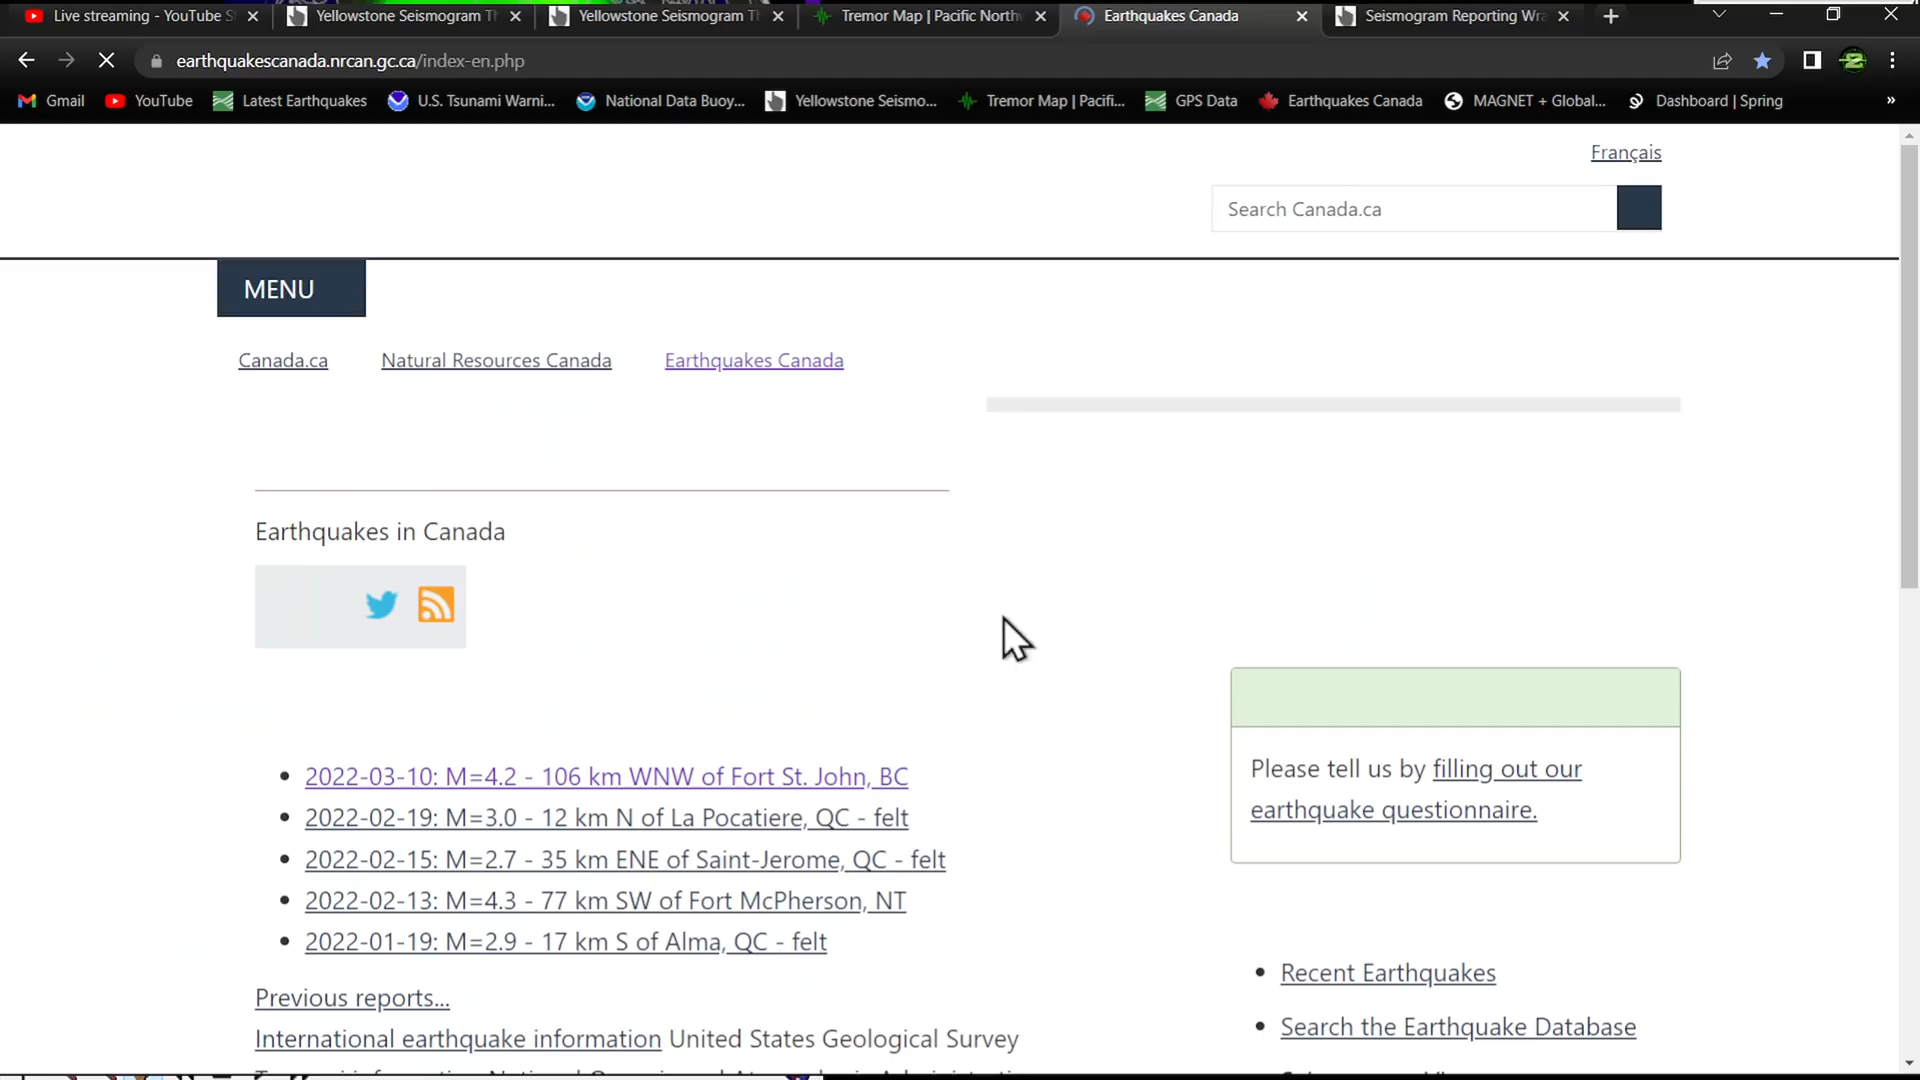 Live streaming - YouTube S
Yellowstone Seismogram T
Yellowstone Seismogram T
Tremor Map | Pacific North
Earthquakes Canada
Seismogram Reporting Wr
earthquakescanada.nrcan.gc.ca/index-en.php
Gmail
YouTube
Latest Earthquakes
U.S. Tsunami Warni...
National Data Buoy...
Yellowstone Seismo...
Tremor Map | Pacifi...
GPS Data
Earthquakes Canada
MAGNET + Global...
Dashboard | Spring
»
Français
Search Canada.ca
MENU
Canada.ca
Natural Resources Canada
Earthquakes Canada
Earthquakes in Canada
• 2022-03-10: M=4.2 - 106 km WNW of Fort St. John, BC
• 2022-02-19: M=3.0 - 12 km N of La Pocatiere, QC - felt
• 2022-02-15: M=2.7 - 35 km ENE of Saint-Jerome, QC - felt
• 2022-02-13: M=4.3 - 77 km SW of Fort McPherson, NT
• 2022-01-19: M=2.9 - 17 km S of Alma, QC - felt
Previous reports...
International earthquake information United States Geological Survey
Please tell us by filling out our
earthquake questionnaire.
• Recent Earthquakes
• Search the Earthquake Database